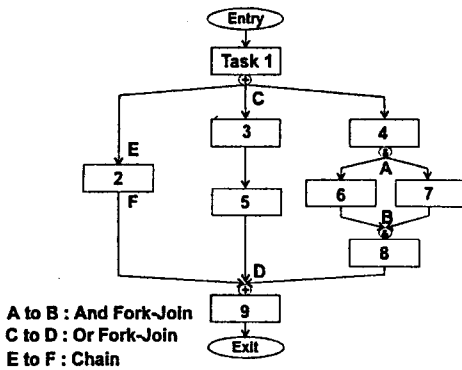 Entry
Task 1
+
C
3
4
&
E
A
2
6
7
F
5
B
&
8
D
+
9
A to B : And Fork-Join
C to D : Or Fork-Join
Exit
E to F : Chain